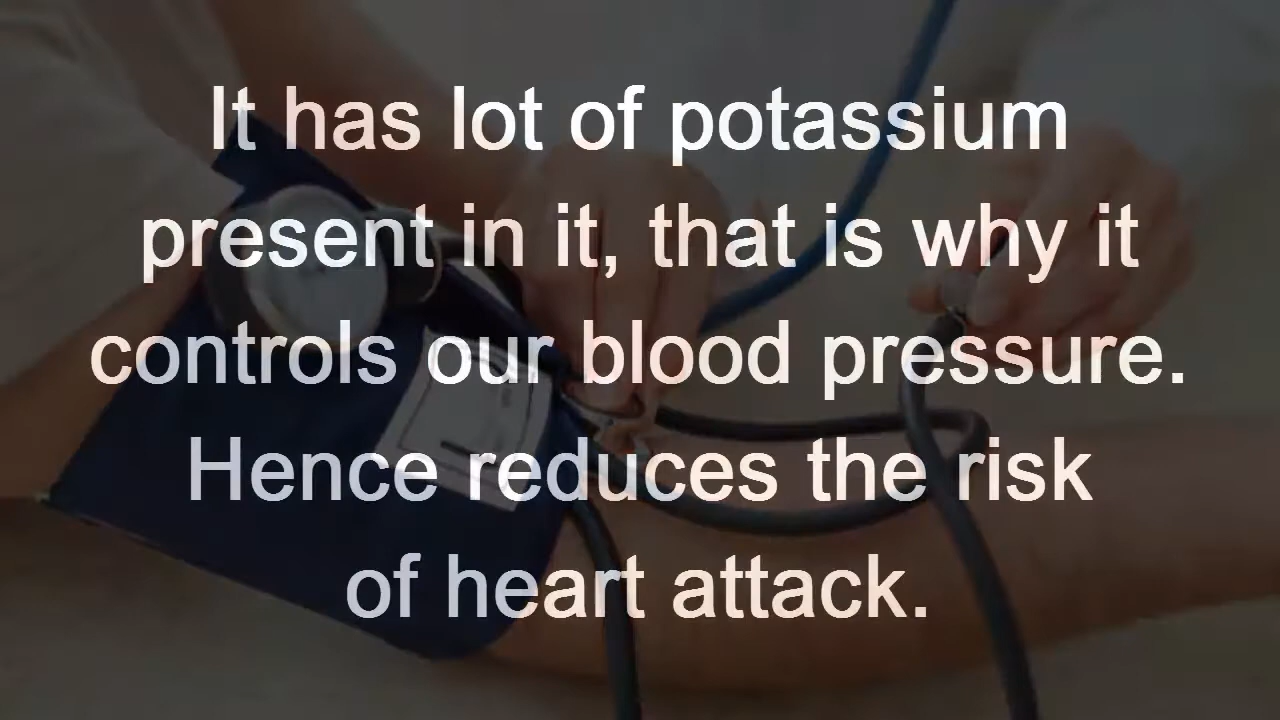 It has lot of potassium
present in it, that is why it
controls our blood pressure.
Hence reduces the risk
of heart attack.